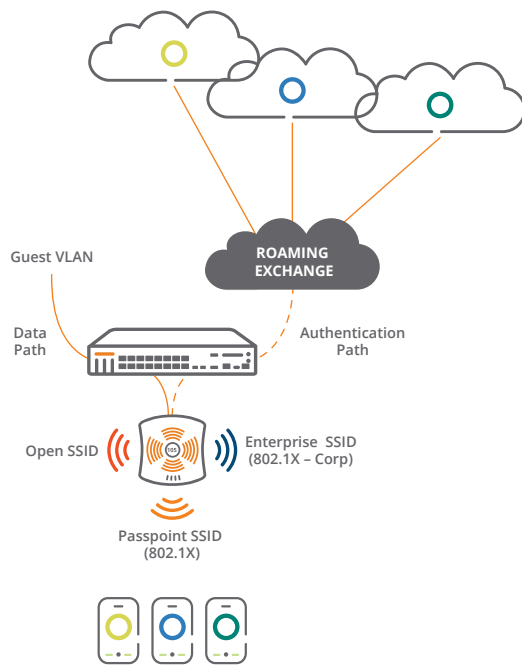 ROAMING
EXCHANGE
Guest VLAN
Data
Path
Authentication
Path
Open SSID
Enterprise SSID
(802.1X – Corp)
105
Passpoint SSID
(802.1X)